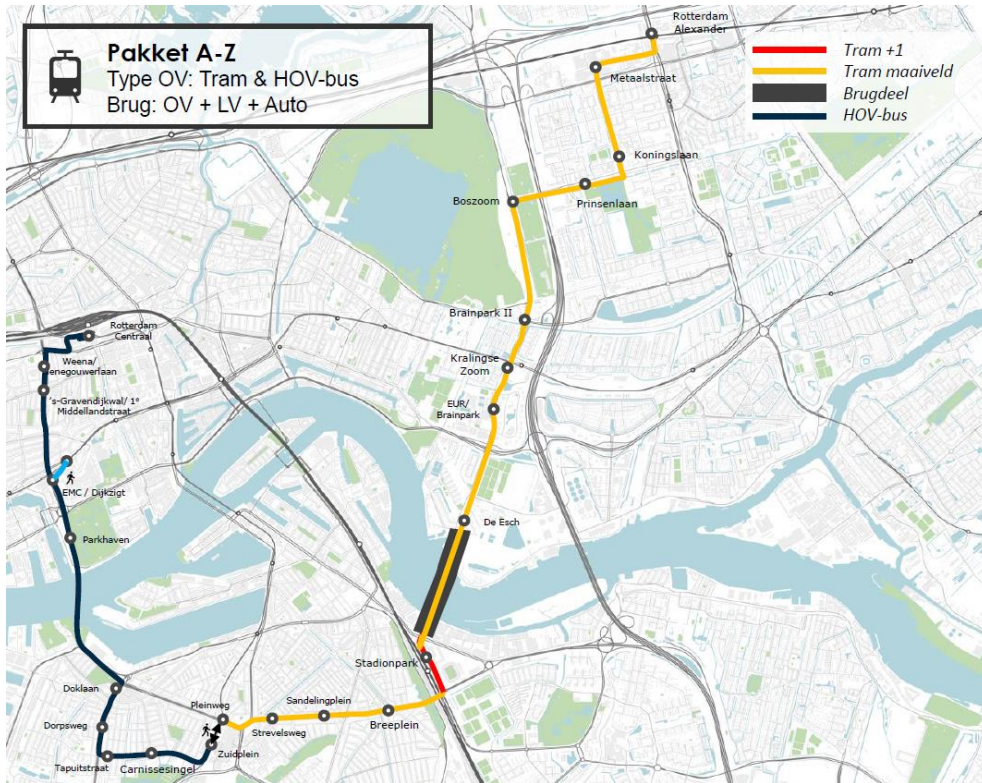 Pakket A-Z
Type OV: Tram & HOV-bus
Brug: OV + LV + Auto
Tram +1
Tram maaiveld
Brugdeel
HOV-bus
Rotterdam
Alexander
Metaalstraat
Koningslaan
Prinsenlaan
Boszoom
Brainpark II
Kralingse
Zoom
EUR/
Brainpark
De Esch
Stadionpark
Breeplein
Sandelingplein
Strevelsweg
Pleinweg
Zuidplein
Carnissesingel
Tapuitstraat
Dorpsweg
Doklaan
Parkhaven
EMC / Dijkzigt
's-Gravendijkwal/ 1e
Middellandstraat
Weena/
enegouwerlaan
Rotterdam
Centraal